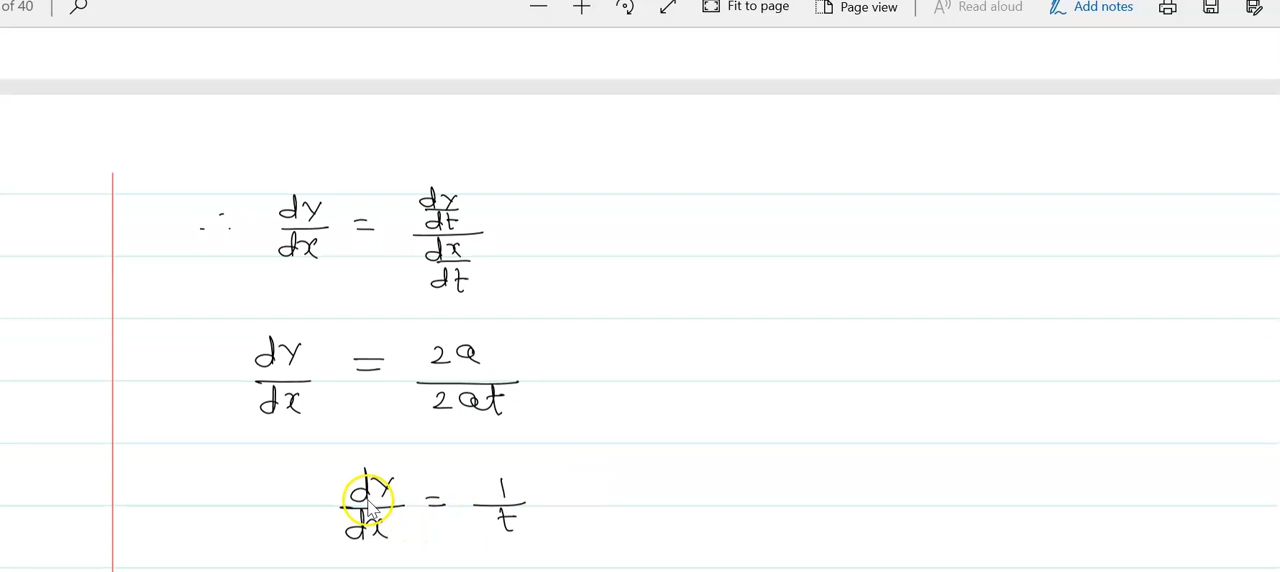 of 40 Fit to page Page view Read aloud Add notes
∴ dy/dx = (dy/dt)/(dx/dt)
dy/dx = 2a/2at
dy/dx = 1/t